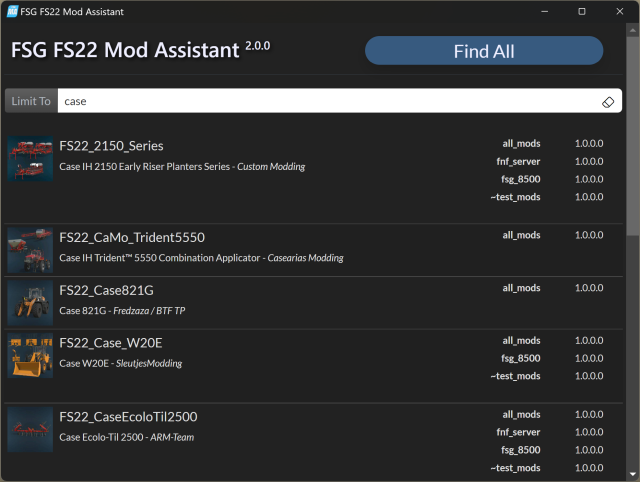 FSG FS22 Mod Assistant
FSG FS22 Mod Assistant 2.0.0
Find All
Limit To case
FS22_2150_Series
Case IH 2150 Early Riser Planters Series - Custom Modding
all_mods 1.0.0.0
fnf_server 1.0.0.0
fsg_8500 1.0.0.0
~test_mods 1.0.0.0
FS22_CaMo_Trident5550
Case IH Trident™ 5550 Combination Applicator - Casearias Modding
all_mods 1.0.0.0
FS22_Case821G
Case 821G - Fredzaza / BTF TP
all_mods 1.0.0.0
FS22_Case_W20E
Case W20E - SleutjesModding
all_mods 1.0.0.0
fsg_8500 1.0.0.0
~test_mods 1.0.0.0
FS22_CaseEcoloTil2500
Case Ecolo-Til 2500 - ARM-Team
all_mods 1.0.0.0
fnf_server 1.0.0.0
fsg_8500 1.0.0.0
~test_mods 1.0.0.0